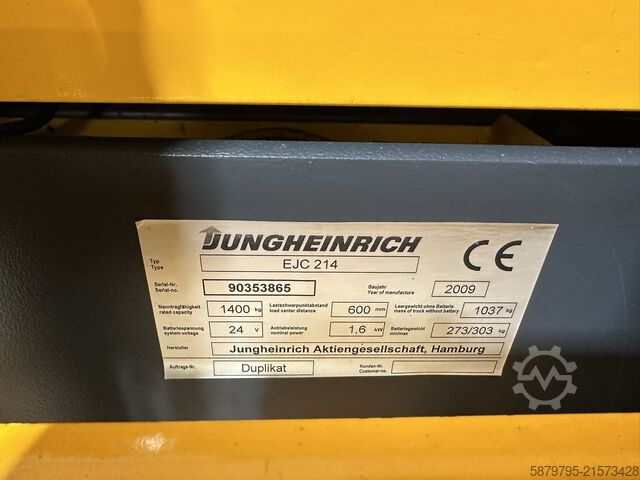 JUNGHEINRICH CE
Typ
Type EJC 214
Serial-Nr.
Serial-no. 90353865 Baujahr
Year of manufacture 2009
Nenntragfähigkeit
rated capacity 1400 kg Lastschwerpunktabstand
load center distance 600 mm Leergewicht ohne Batterie
mass of truck without battery 1037 kg
Batteriespannung
system voltage 24 V Antriebsleistung
nominal power 1,6 kW Batteriegewicht
min/max 273/303 kg
Hersteller Jungheinrich Aktiengesellschaft, Hamburg
Auftrags-Nr. Duplikat Kunden-Nr.
Customer-no.
5879795-21573428